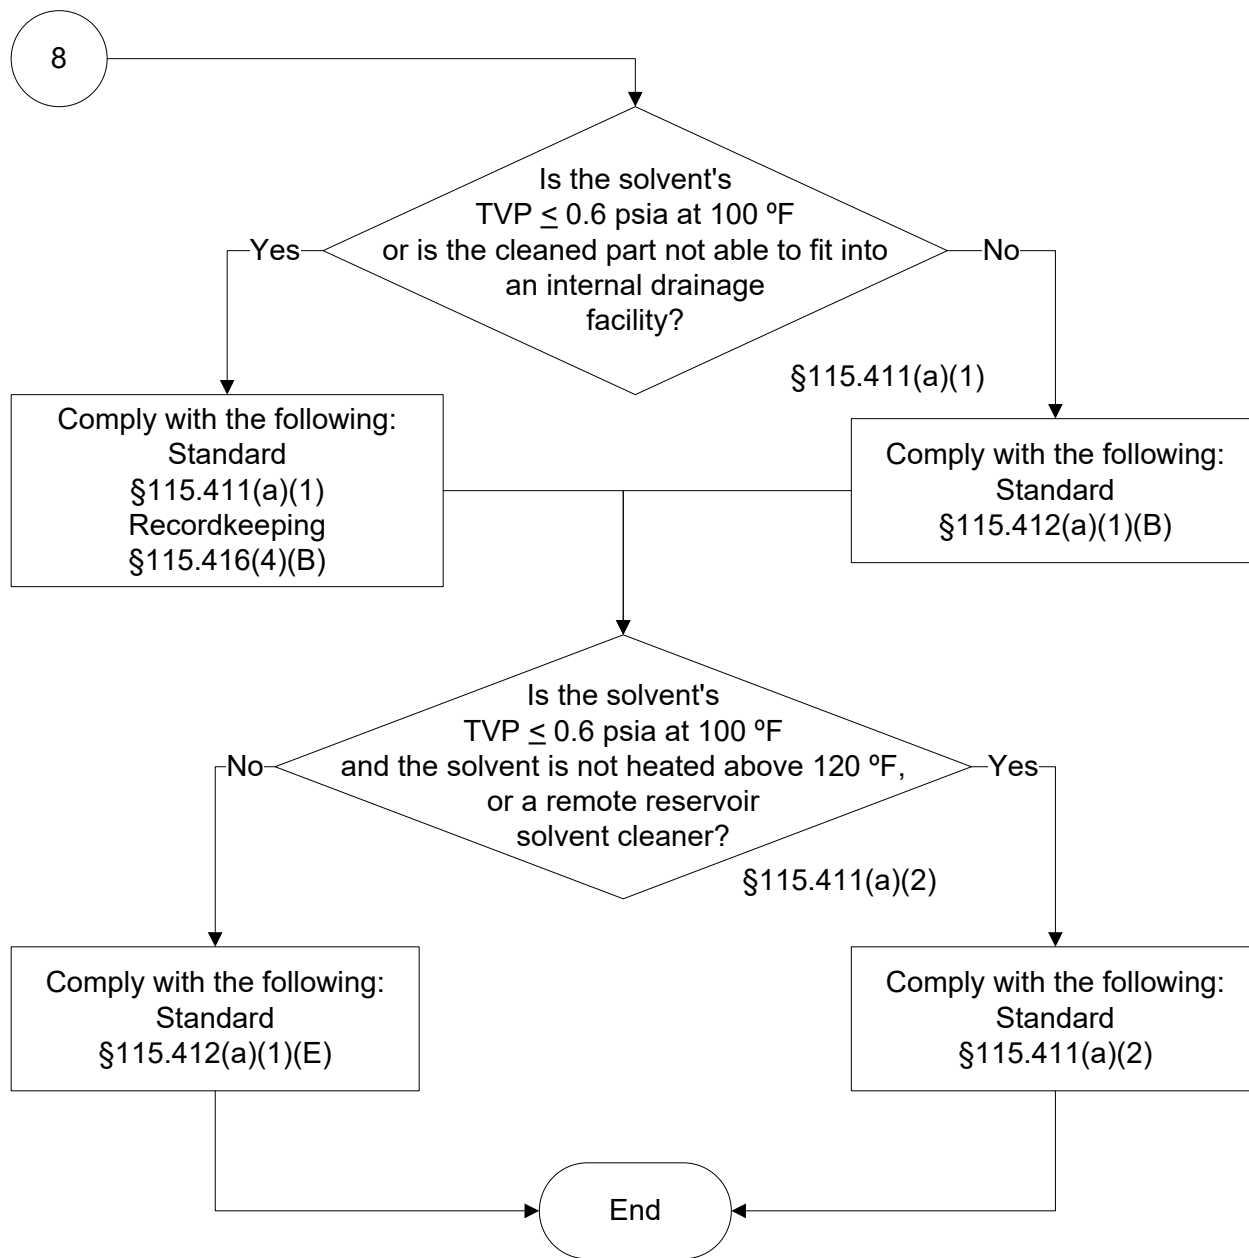 8
Is the solvent's
TVP ≤ 0.6 psia at 100 ºF
or is the cleaned part not able to fit into
an internal drainage
facility?
Yes
No
§115.411(a)(1)
Comply with the following:
Standard
§115.411(a)(1)
Recordkeeping
§115.416(4)(B)
Comply with the following:
Standard
§115.412(a)(1)(B)
Is the solvent's
TVP ≤ 0.6 psia at 100 ºF
and the solvent is not heated above 120 ºF,
or a remote reservoir
solvent cleaner?
No
Yes
§115.411(a)(2)
Comply with the following:
Standard
§115.412(a)(1)(E)
Comply with the following:
Standard
§115.411(a)(2)
End